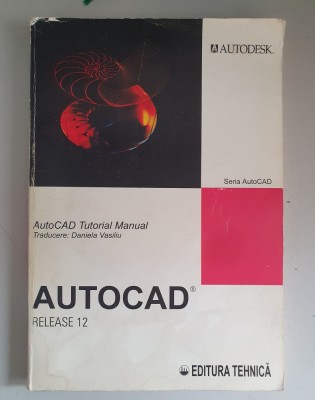 AUTODESK.
Seria AutoCAD
AutoCAD Tutorial Manual
Traducere: Daniela Vasiliu
AUTOCAD®
RELEASE 12
EDITURA TEHNICĂ